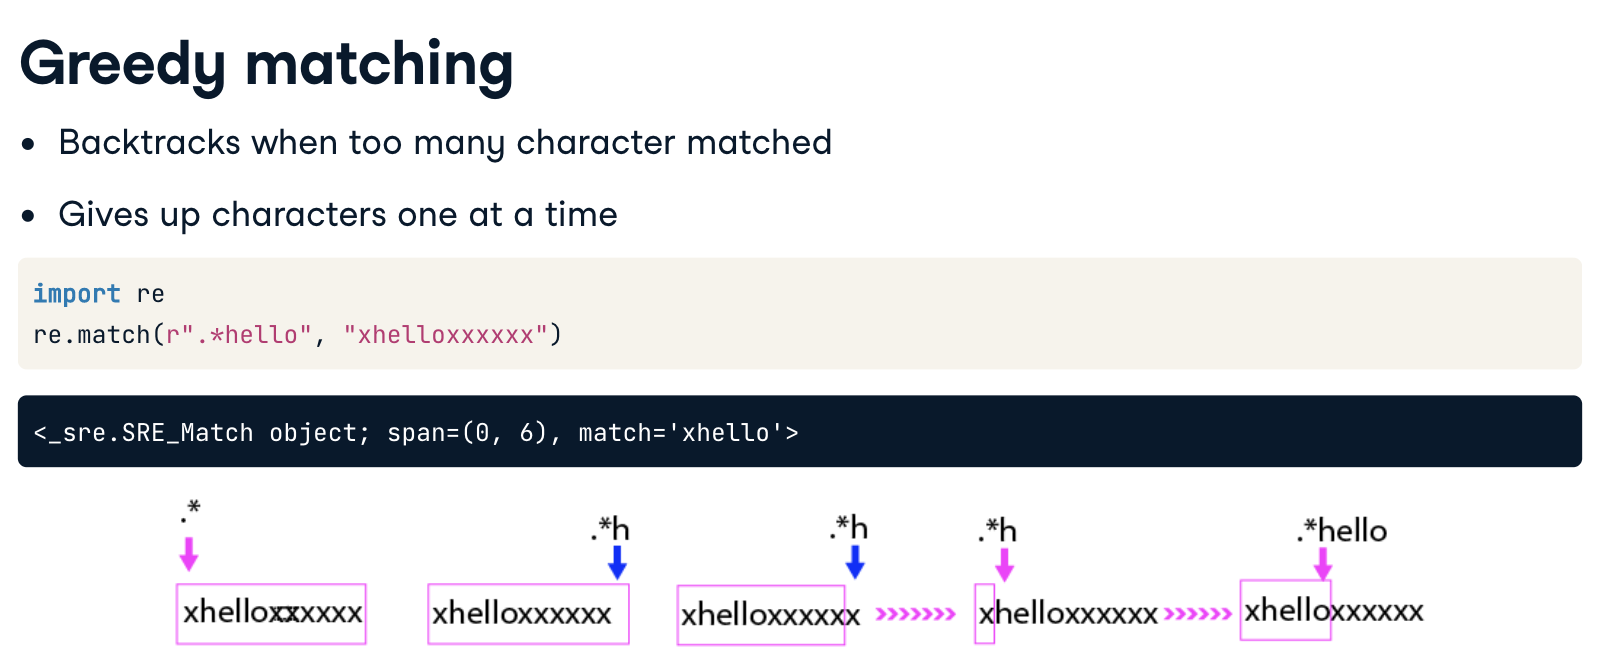 Greedy matching
• Backtracks when too many character matched
• Gives up characters one at a time
import re
re.match(r".*hello", "xhelloxxxxxx")
<_sre.SRE_Match object; span=(0, 6), match='xhello'>
.* .*h .*h .*h .*hello
xhelloxxxxxx xhelloxxxxxx xhelloxxxxxx »»»» xhelloxxxxxx »»»» xhelloxxxxxx